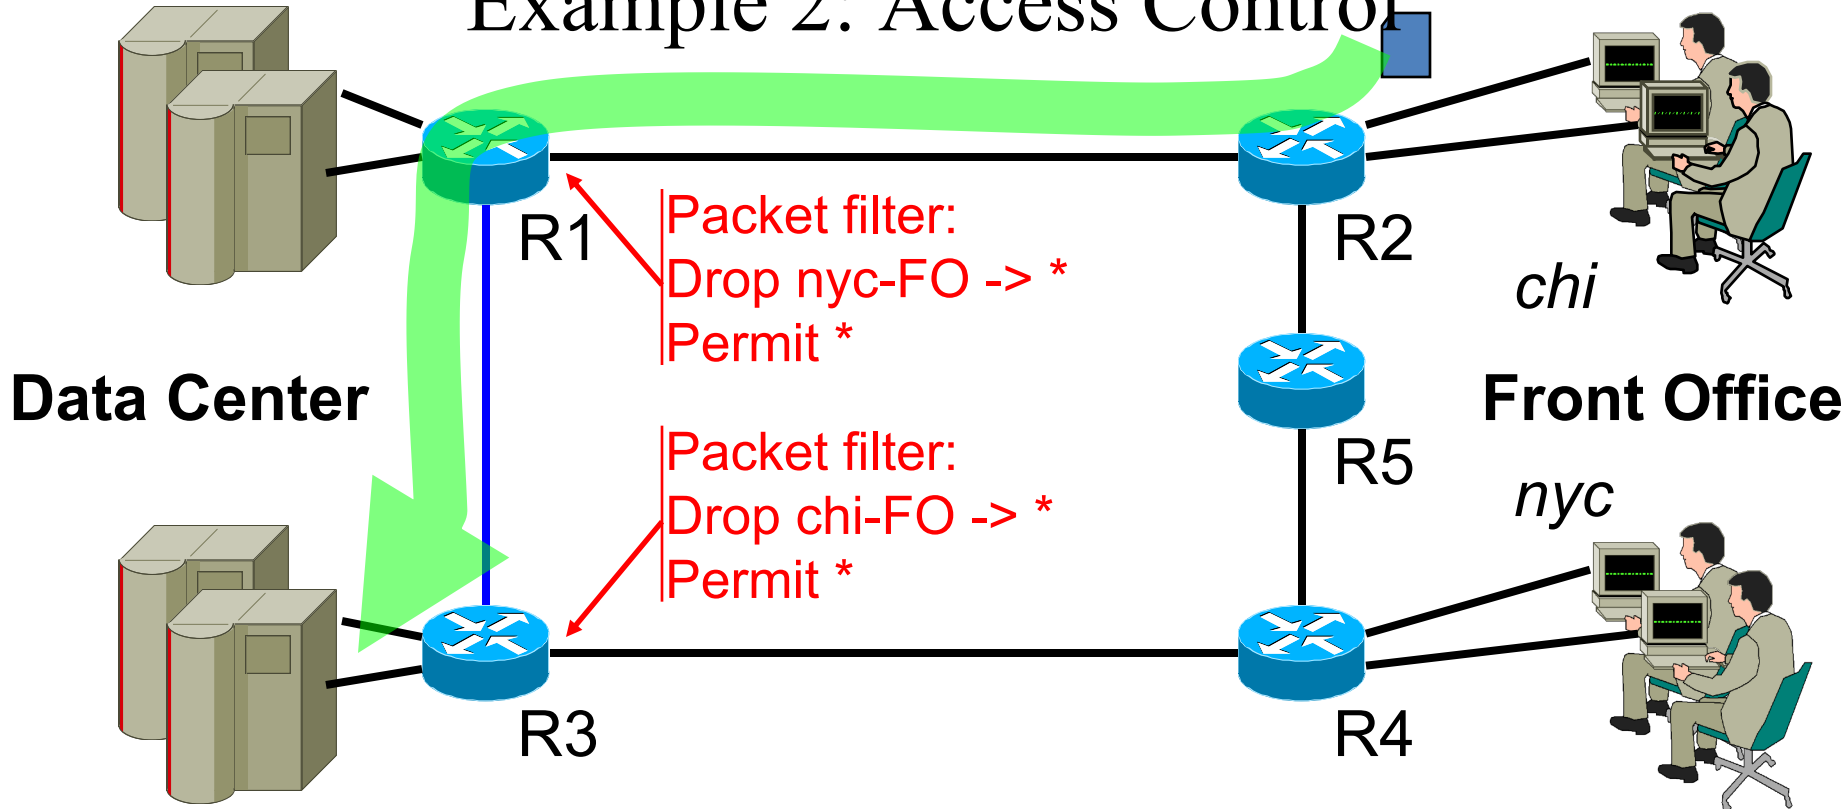 Example 2: Access Control
R1
Packet filter:
Drop nyc-FO -> *
Permit *
R2
chi
Data Center
Front Office
Packet filter:
Drop chi-FO -> *
Permit *
R5
nyc
R3
R4